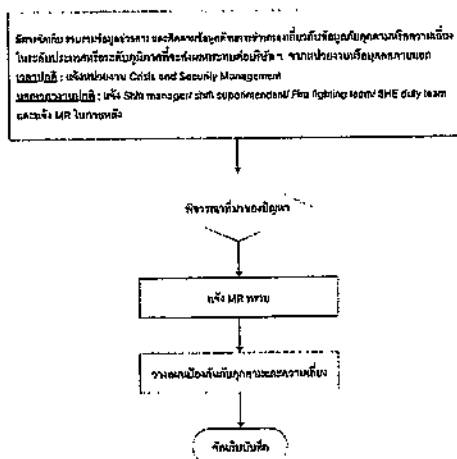 มีการจัดเก็บ รวบรวมข้อมูลข่าวสาร และติดตามข้อมูลด้านการข่าวกรองเกี่ยวกับข้อมูลภัยคุกคามหรือความเสี่ยง
ในระดับประเทศหรือระดับภูมิภาคที่จะส่งผลกระทบต่อบริษัท ฯ จากหน่วยงานหรือบุคคลภายนอก
เวลาปกติ : แจ้งหน่วยงาน Crisis and Security Management
นอกเวลางานปกติ : แจ้ง Shift manager/ shift superintendent/ Fire fighting team/ SHE duty team
และแจ้ง MR ในภายหลัง
พิจารณาที่มาของปัญหา
แจ้ง MR ทราบ
วางแผนป้องกันภัยคุกคามและความเสี่ยง
จัดเก็บบันทึก